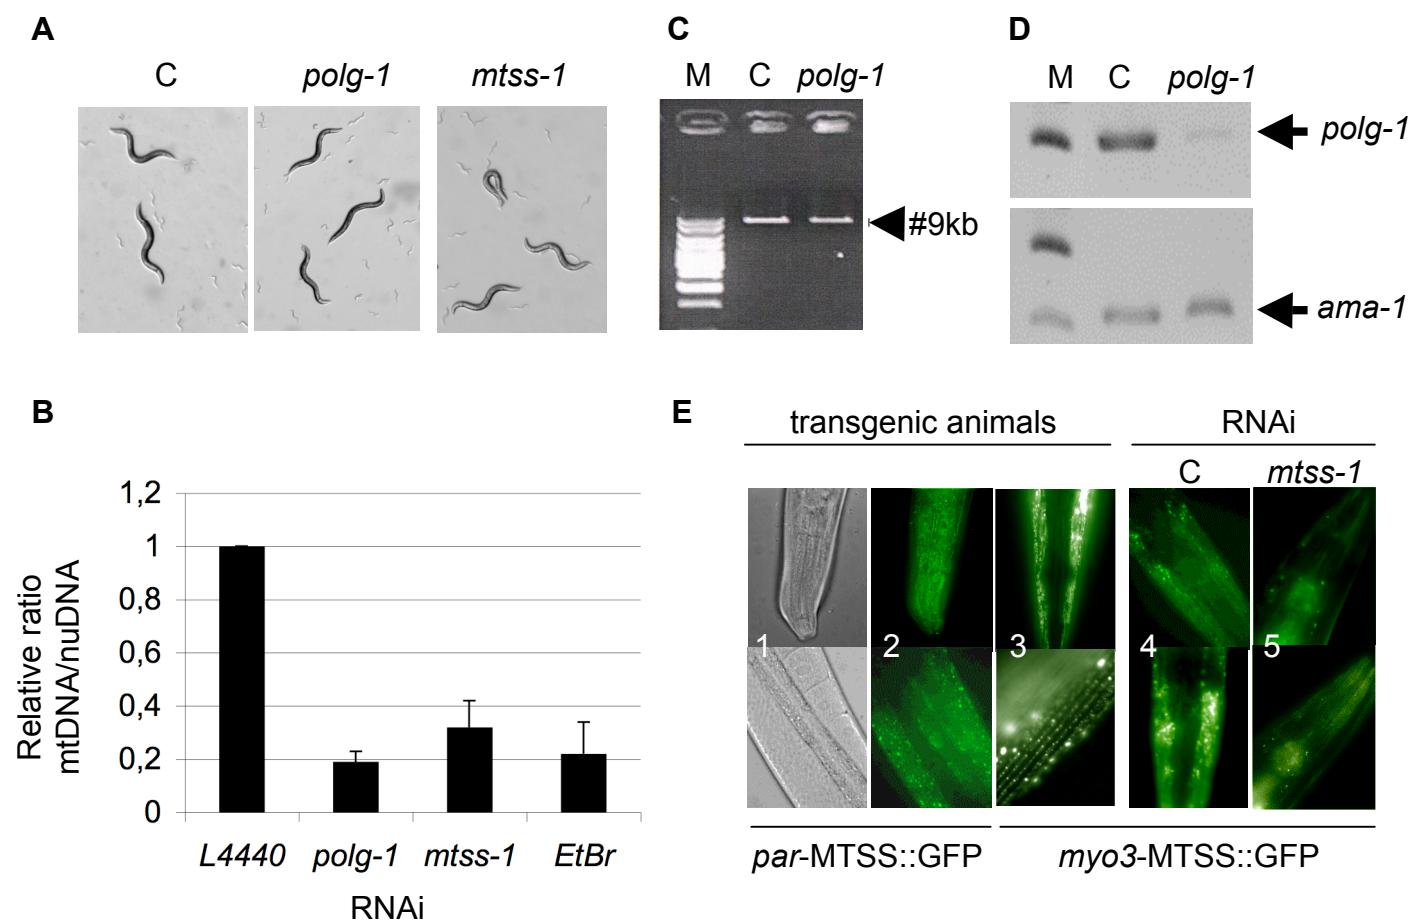 A
C polg-1 mtss-1
C
M C polg-1
#9kb
D
M C polg-1
polg-1
ama-1
B
Relative ratio
mtDNA/nuDNA
1,2
1
0,8
0,6
0,4
0,2
0
L4440 polg-1 mtss-1 EtBr
RNAi
E
transgenic animals RNAi
C mtss-1
1 2 3 4 5
par-MTSS::GFP myo3-MTSS::GFP